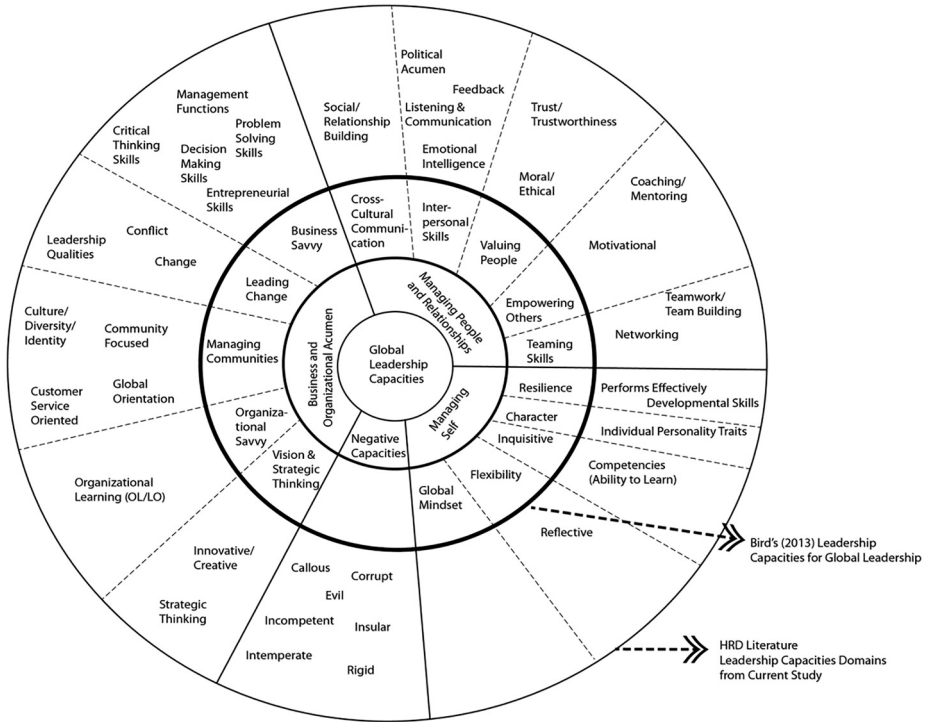 Political
Acumen
Feedback
Listening &
Communication
Emotional
Intelligence
Social/
Relationship
Building
Trust/
Trustworthiness
Moral/
Ethical
Coaching/
Mentoring
Motivational
Teamwork/
Team Building
Networking
Management
Functions
Critical
Thinking
Skills
Problem
Solving
Skills
Decision
Making
Skills
Entrepreneurial
Skills
Leadership
Qualities
Conflict
Change
Culture/
Diversity/
Identity
Community
Focused
Customer
Service
Oriented
Global
Orientation
Organizational
Learning (OL/LO)
Innovative/
Creative
Strategic
Thinking
Callous
Corrupt
Evil
Incompetent
Insular
Intemperate
Rigid
Performs Effectively
Developmental Skills
Individual Personality Traits
Competencies
(Ability to Learn)
Reflective
Cross-
Cultural
Communi-
cation
Inter-
personal
Skills
Valuing
People
Empowering
Others
Teaming
Skills
Business
Savvy
Leading
Change
Managing
Communities
Organiza-
tional
Savvy
Vision &
Strategic
Thinking
Resilience
Character
Inquisitive
Flexibility
Global
Mindset
Managing People
and Relationships
Business and
Organizational Acumen
Managing
Self
Negative
Capacities
Global
Leadership
Capacities
Bird's (2013) Leadership
Capacities for Global Leadership
HRD Literature
Leadership Capacities Domains
from Current Study